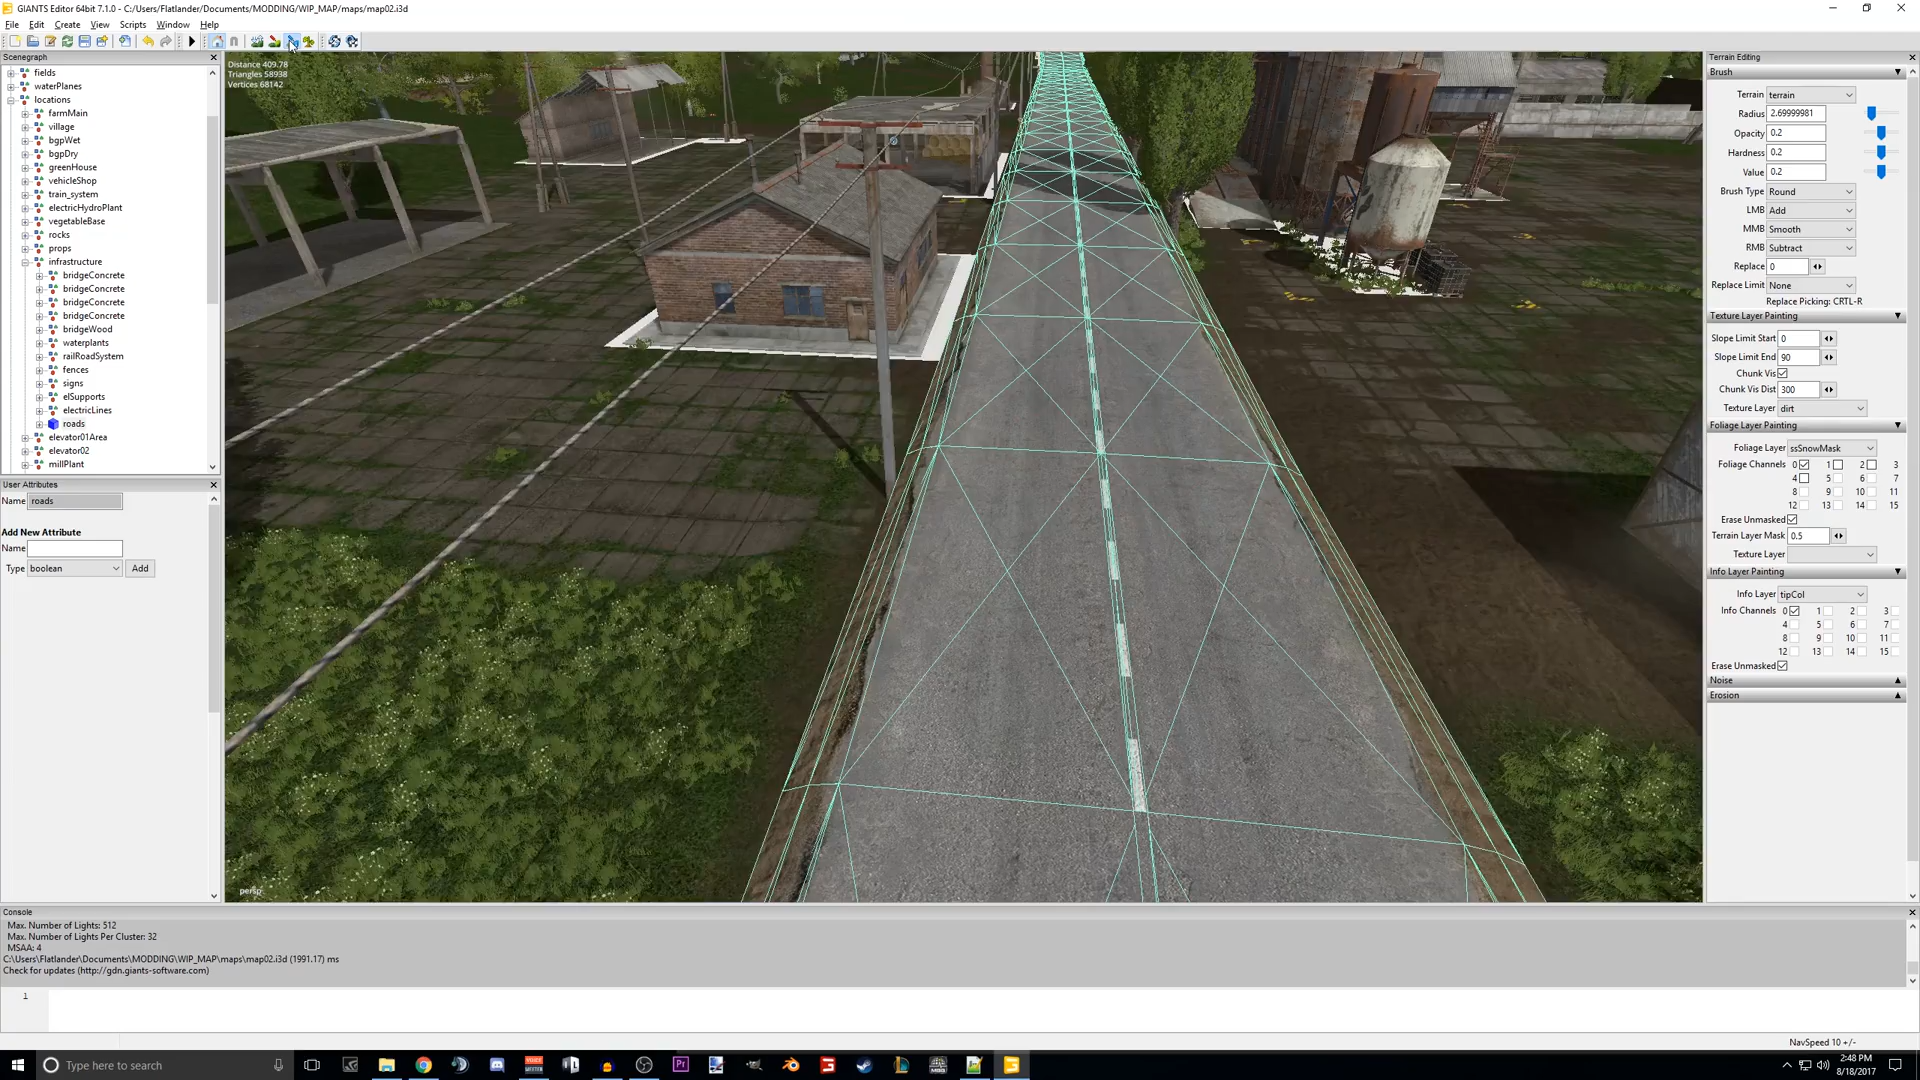 GIANTS Editor 64bit 7.1.0 - C:/Users/Flatlander/Documents/MODDING/WIP_MAP/maps/map02.i3d
File Edit Create View Scripts Window Help
Scenegraph
fields
waterPlanes
locations
farmMain
village
bgpWet
bgpDry
greenHouse
vehicleShop
train_system
electricHydroPlant
vegetableBase
rocks
props
infrastructure
bridgeConcrete
bridgeConcrete
bridgeConcrete
bridgeConcrete
bridgeWood
waterplants
railRoadSystem
fences
signs
elSupports
electricLines
roads
elevator01Area
elevator02
millPlant
User Attributes
Name roads
Add New Attribute
Name
Type boolean Add
Distance 409.78
Triangles 58938
Vertices 68142
persp
Terrain Editing
Brush
Terrain terrain
Radius 2.69999981
Opacity 0.2
Hardness 0.2
Value 0.2
Brush Type Round
LMB Add
MMB Smooth
RMB Subtract
Replace 0
Replace Limit None
Replace Picking: CRTL-R
Texture Layer Painting
Slope Limit Start 0
Slope Limit End 90
Chunk Vis
Chunk Vis Dist 300
Texture Layer dirt
Foliage Layer Painting
Foliage Layer ssSnowMask
Foliage Channels 0 1 2 3
4 5 6 7
8 9 10 11
12 13 14 15
Erase Unmasked
Terrain Layer Mask 0.5
Texture Layer
Info Layer Painting
Info Layer tipCol
Info Channels 0 1 2 3
4 5 6 7
8 9 10 11
12 13 14 15
Erase Unmasked
Noise
Erosion
Console
Max. Number of Lights: 512
Max. Number of Lights Per Cluster: 32
MSAA: 4
C:\Users\Flatlander\Documents\MODDING\WIP_MAP\maps\map02.i3d (1991.17) ms
Check for updates (http://gdn.giants-software.com)
1
NavSpeed 10 +/-
Type here to search
2:48 PM
8/18/2017